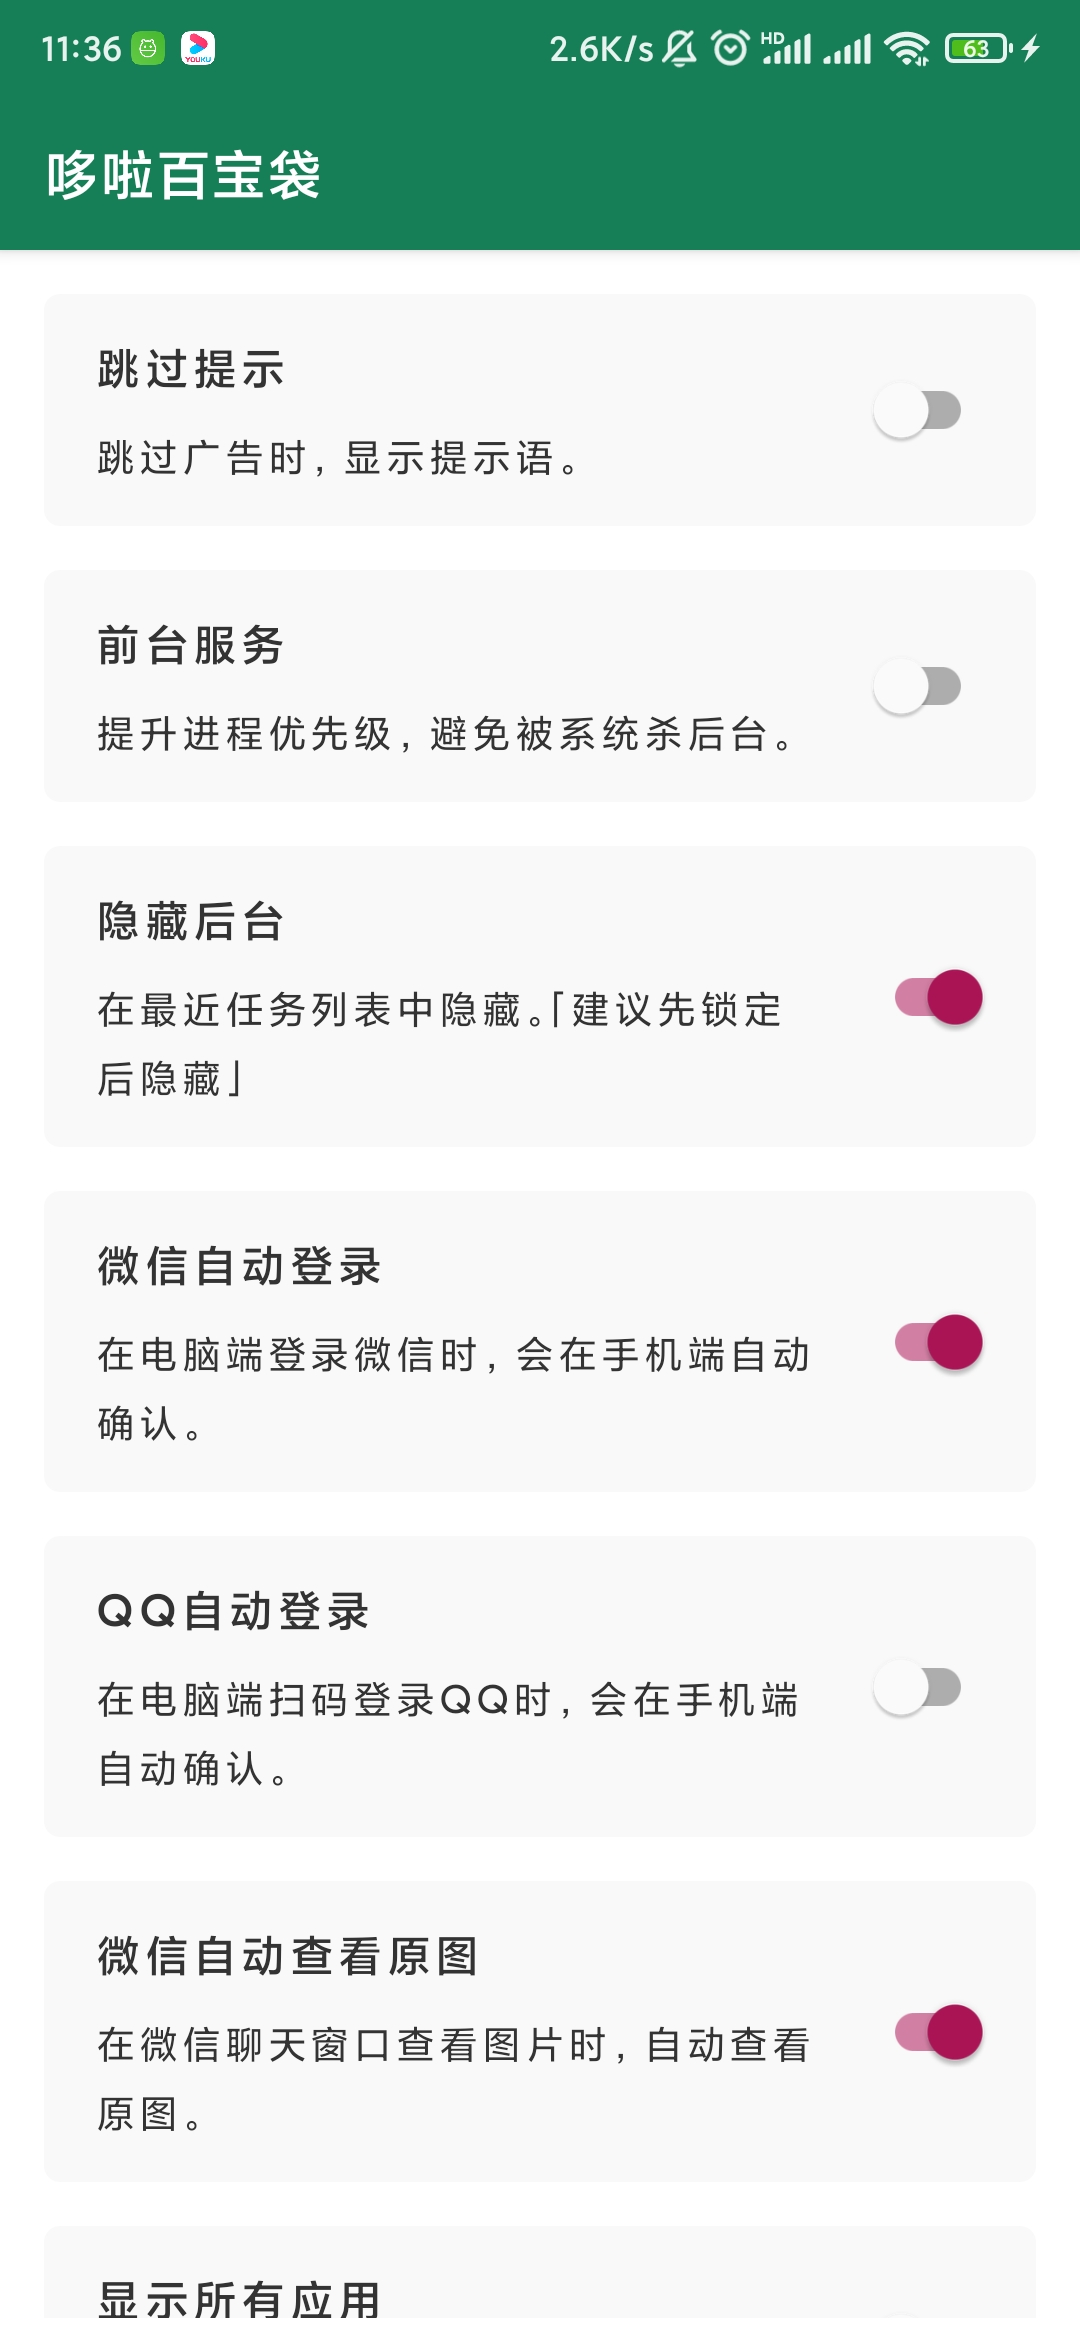 11:36
YOUKU
2.6K/s HD 63
哆啦百宝袋
跳过提示
跳过广告时，显示提示语。
前台服务
提升进程优先级，避免被系统杀后台。
隐藏后台
在最近任务列表中隐藏。「建议先锁定
后隐藏」
微信自动登录
在电脑端登录微信时，会在手机端自动
确认。
QQ自动登录
在电脑端扫码登录QQ时，会在手机端
自动确认。
微信自动查看原图
在微信聊天窗口查看图片时，自动查看
原图。
显示所有应用